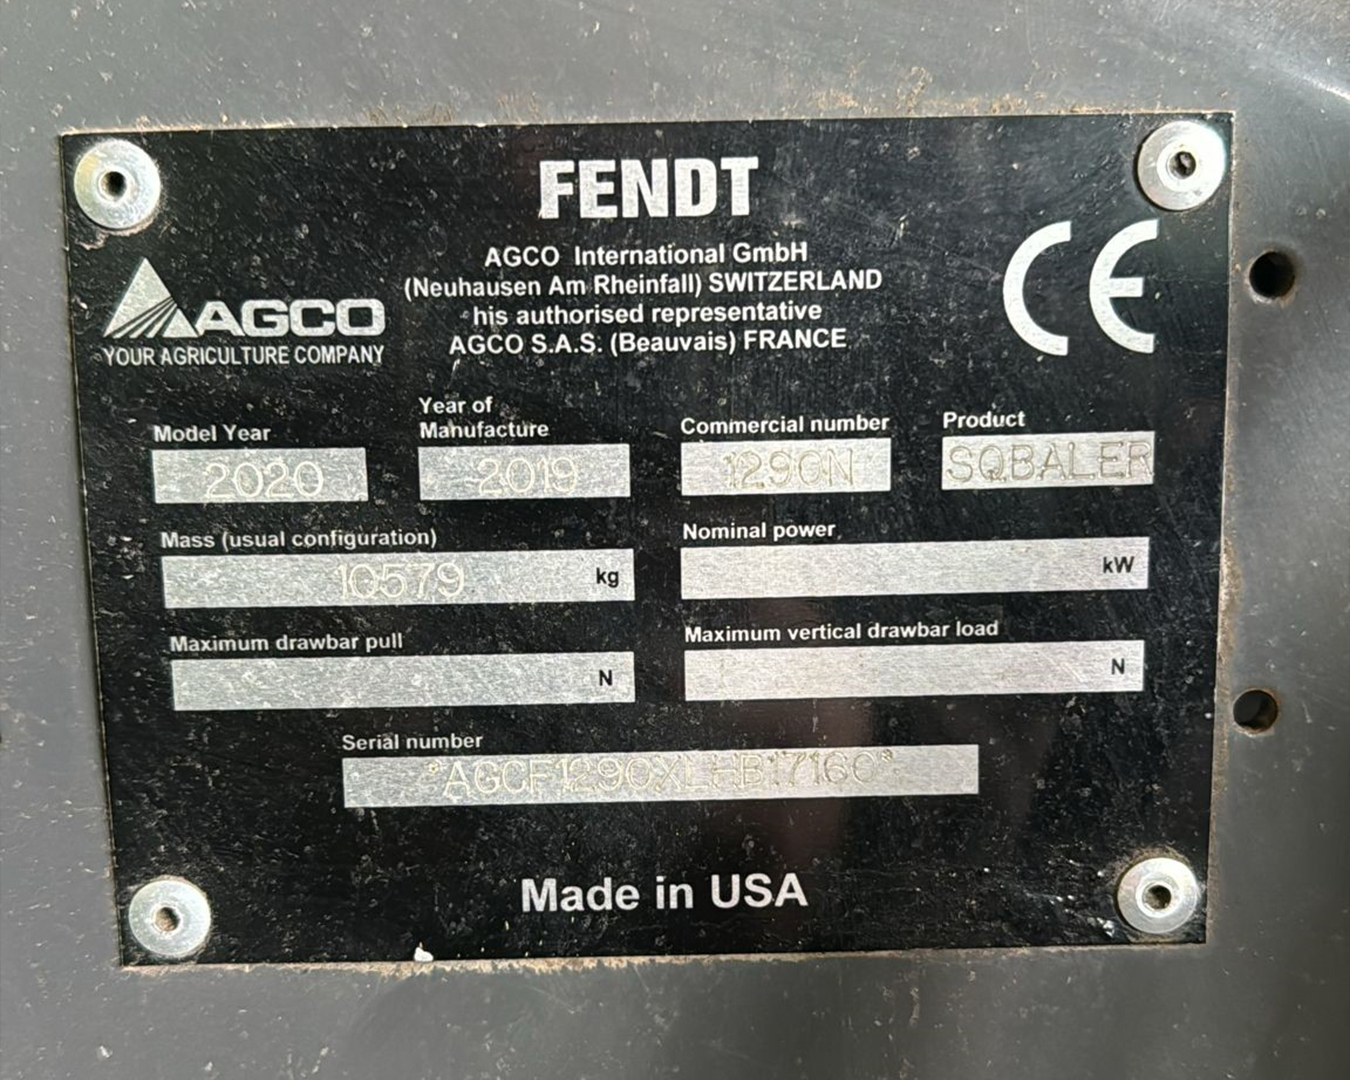 FENDT
AGCO International GmbH
(Neuhausen Am Rheinfall) SWITZERLAND
his authorised representative
AGCO S.A.S. (Beauvais) FRANCE
AGCO
YOUR AGRICULTURE COMPANY
CE
Model Year
2020
Year of
Manufacture
2019
Commercial number
1290N
Product
SQBALER
Mass (usual configuration)
10579 kg
Nominal power
kW
Maximum drawbar pull
N
Maximum vertical drawbar load
N
Serial number
*AGCF1290XLHB17160*
Made in USA